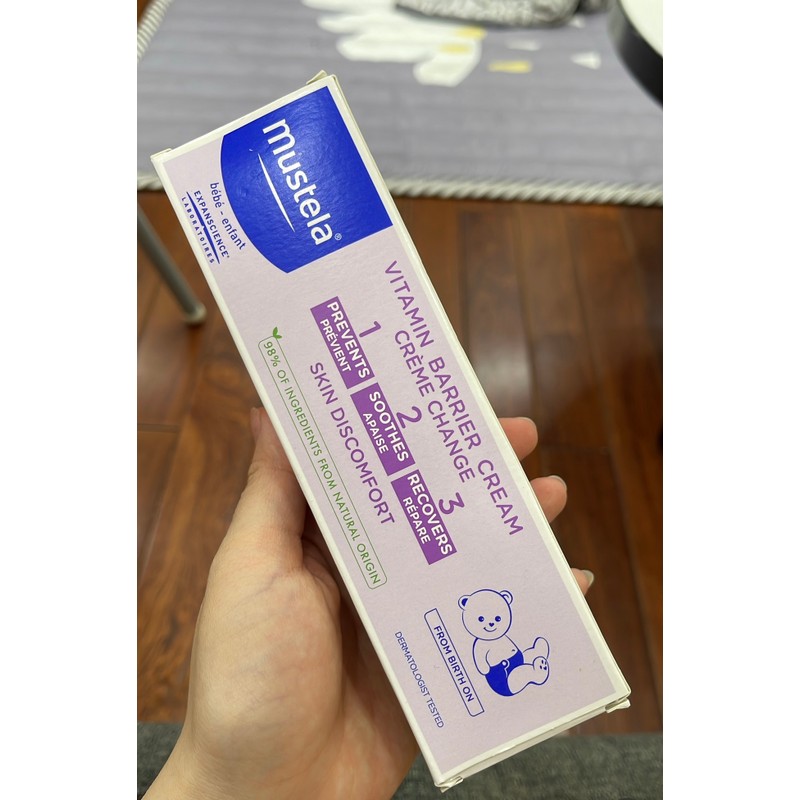 mustela®
bébé - enfant
EXPANSCIENCE®
LABORATOIRES
VITAMIN BARRIER CREAM
CRÈME CHANGE
1
PREVENTS
PRÉVIENT
2
SOOTHES
APAISE
3
RECOVERS
RÉPARE
SKIN DISCOMFORT
98% OF INGREDIENTS FROM NATURAL ORIGIN
FROM BIRTH ON
DERMATOLOGIST TESTED